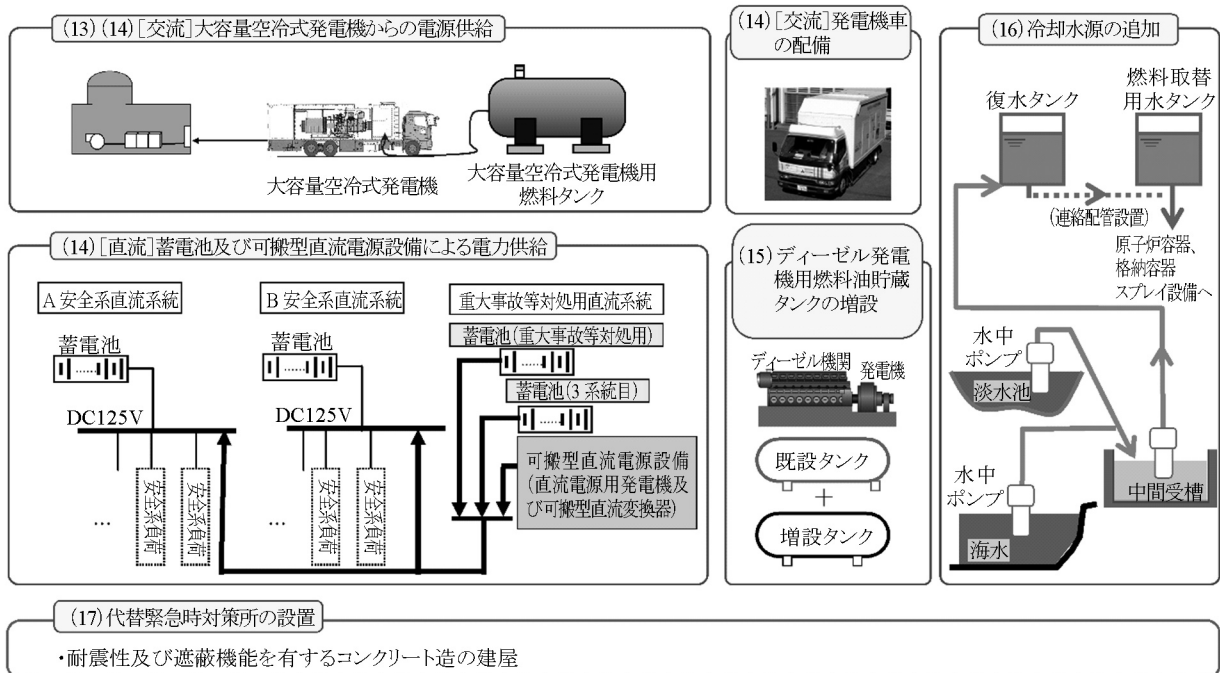 (13)(14)[交流]大容量空冷式発電機からの電源供給
大容量空冷式発電機
大容量空冷式発電機用
燃料タンク
(14)[交流]発電機車
の配備
(16)冷却水源の追加
復水タンク
燃料取替
用水タンク
(連絡配管設置)
原子炉容器、
格納容器
スプレイ設備へ
水中
ポンプ
淡水池
水中
ポンプ
海水
中間受槽
(14)[直流]蓄電池及び可搬型直流電源設備による電力供給
A安全系直流系統
B安全系直流系統
重大事故等対処用直流系統
蓄電池
蓄電池
蓄電池(重大事故等対処用)
蓄電池(3系統目)
DC125V
DC125V
可搬型直流電源設備
(直流電源用発電機及
び可搬型直流変換器)
…
安全系負荷
安全系負荷
…
安全系負荷
安全系負荷
(15)ディーゼル発電
機用燃料油貯蔵
タンクの増設
ディーゼル機関
発電機
既設タンク
+
増設タンク
(17)代替緊急時対策所の設置
・耐震性及び遮蔽機能を有するコンクリート造の建屋